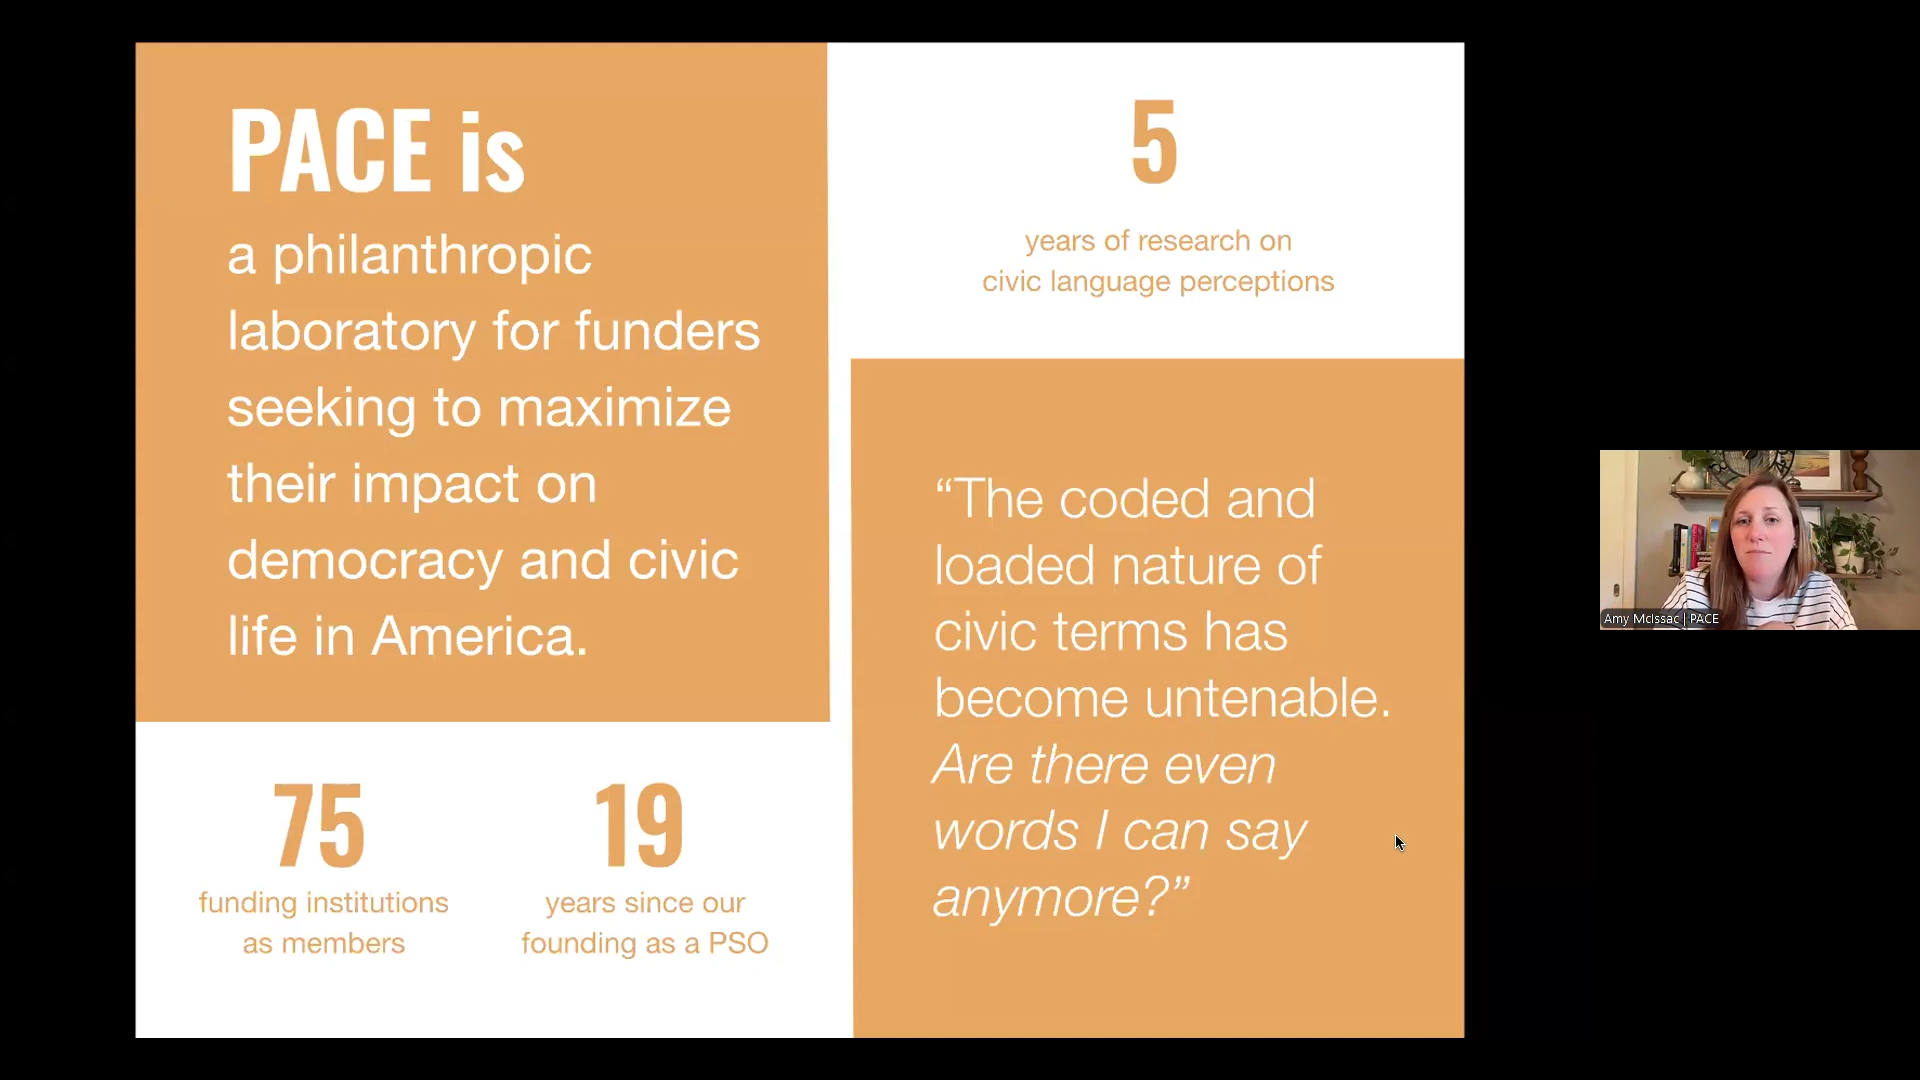 PACE is
a philanthropic
laboratory for funders
seeking to maximize
their impact on
democracy and civic
life in America.
75
funding institutions
as members
19
years since our
founding as a PSO
5
years of research on
civic language perceptions
“The coded and
loaded nature of
civic terms has
become untenable.
Are there even
words I can say
anymore?”
Amy McIssac | PACE